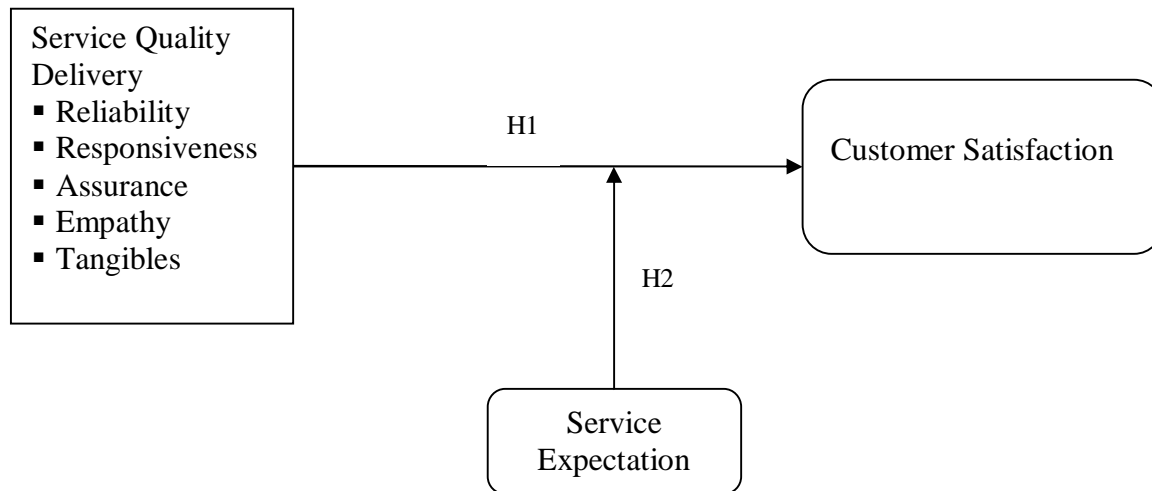 Service Quality
Delivery
▪ Reliability
▪ Responsiveness
▪ Assurance
▪ Empathy
▪ Tangibles
H1
Customer Satisfaction
H2
Service
Expectation